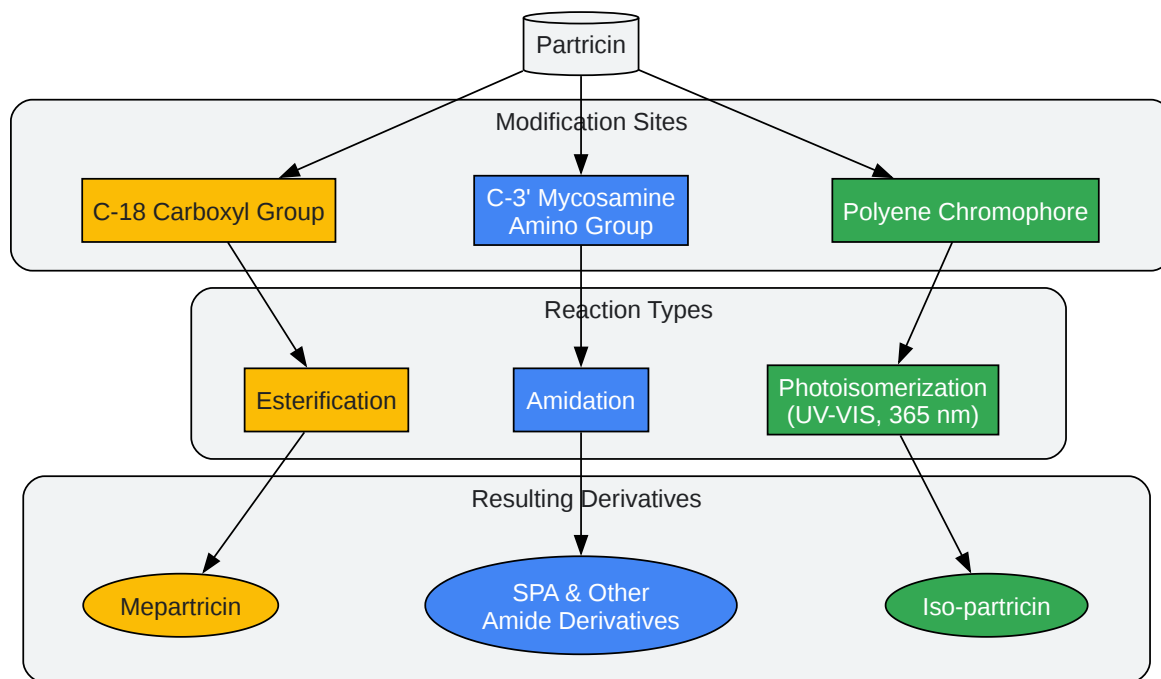 Partricin
Modification Sites
C-18 Carboxyl Group
C-3' Mycosamine
Amino Group
Polyene Chromophore
Reaction Types
Esterification
Amidation
Photoisomerization
(UV-VIS, 365 nm)
Resulting Derivatives
Mepartricin
SPA & Other
Amide Derivatives
Iso-partricin